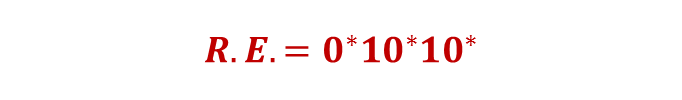 R. E. = 0*10*10*